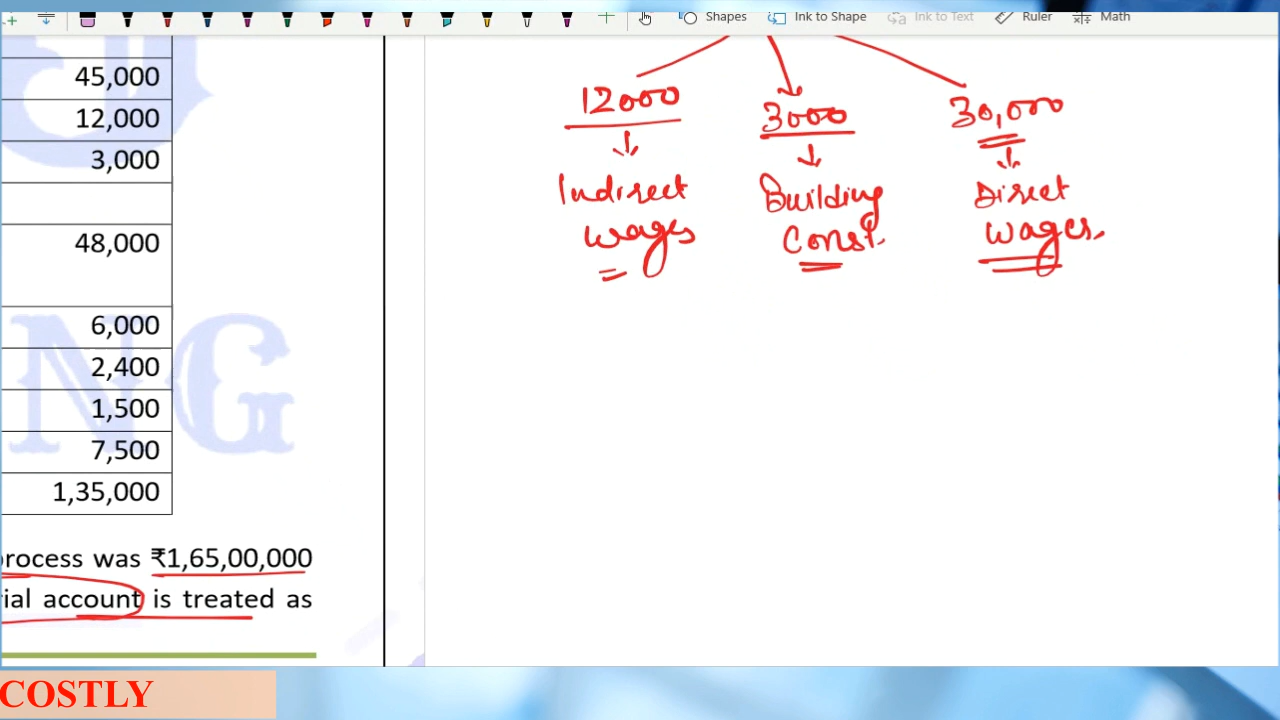 Shapes Ink to Shape Ink to Text Ruler Math
45,000
12,000
3,000
48,000
6,000
2,400
1,500
7,500
1,35,000
process was ₹1,65,00,000
account is treated as
12000 3000 30,000
Indirect Building Direct
wages Const. wages.
NG
COSTLY